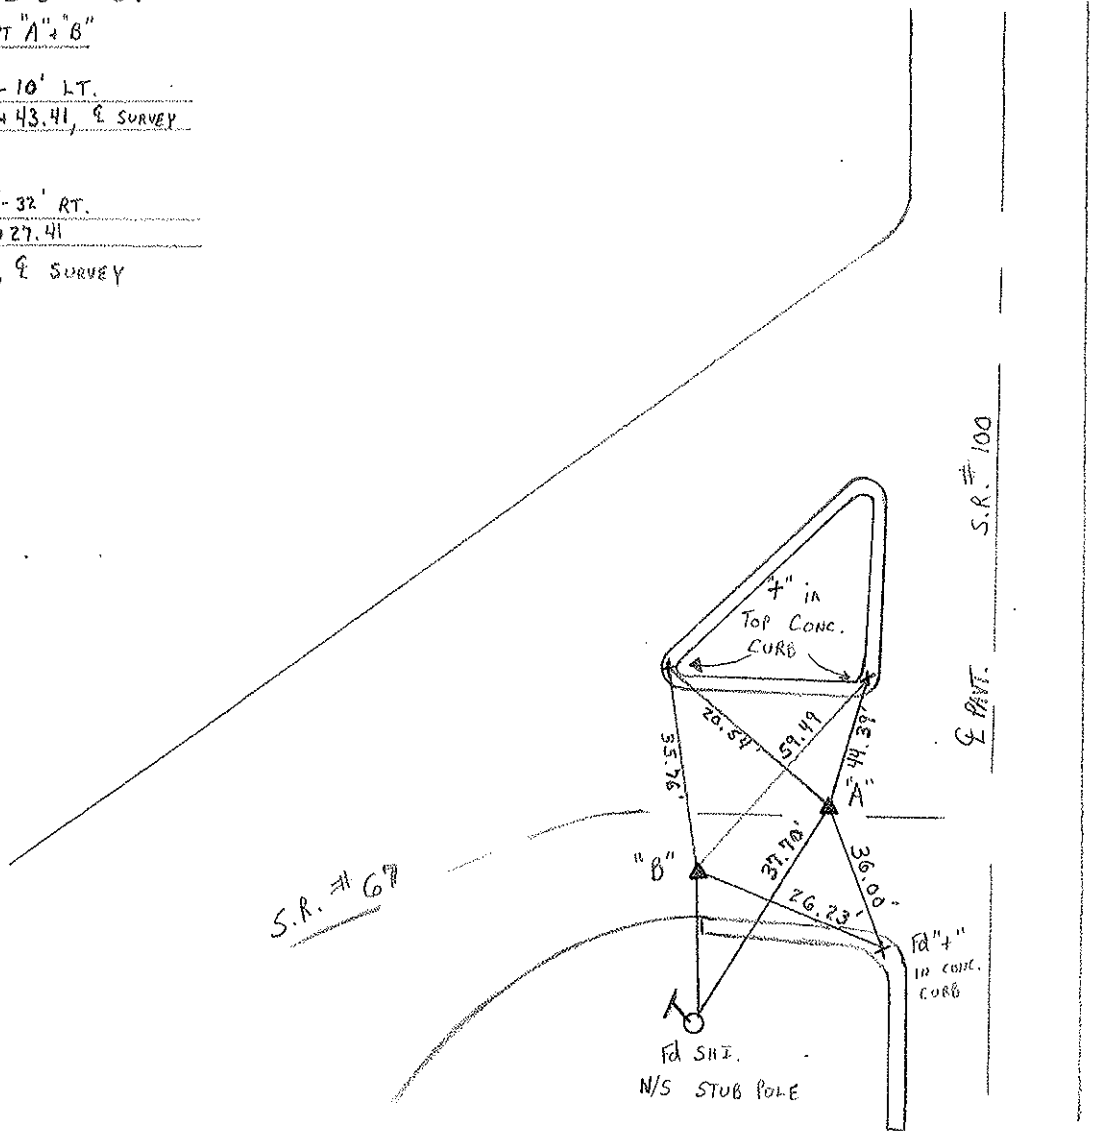 PT "A" + "B"
- 10' LT.
+ 43.41, ℄ SURVEY
- 32' RT.
+ 27.41
, ℄ SURVEY
S.R. # 100
"+" in
TOP CONC.
CURB
℄ PAVT.
20.54'
59.49
44.39'
35.76'
"A"
"B"
37.70'
36.00'
26.23'
S.R. # 67
Fd "+"
IN CONC.
CURB
Fd
N/S STUB POLE